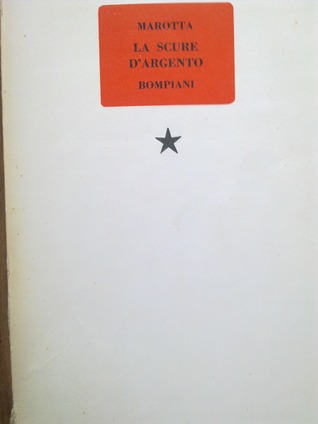 MAROTTA
LA SCURE
D'ARGENTO
BOMPIANI